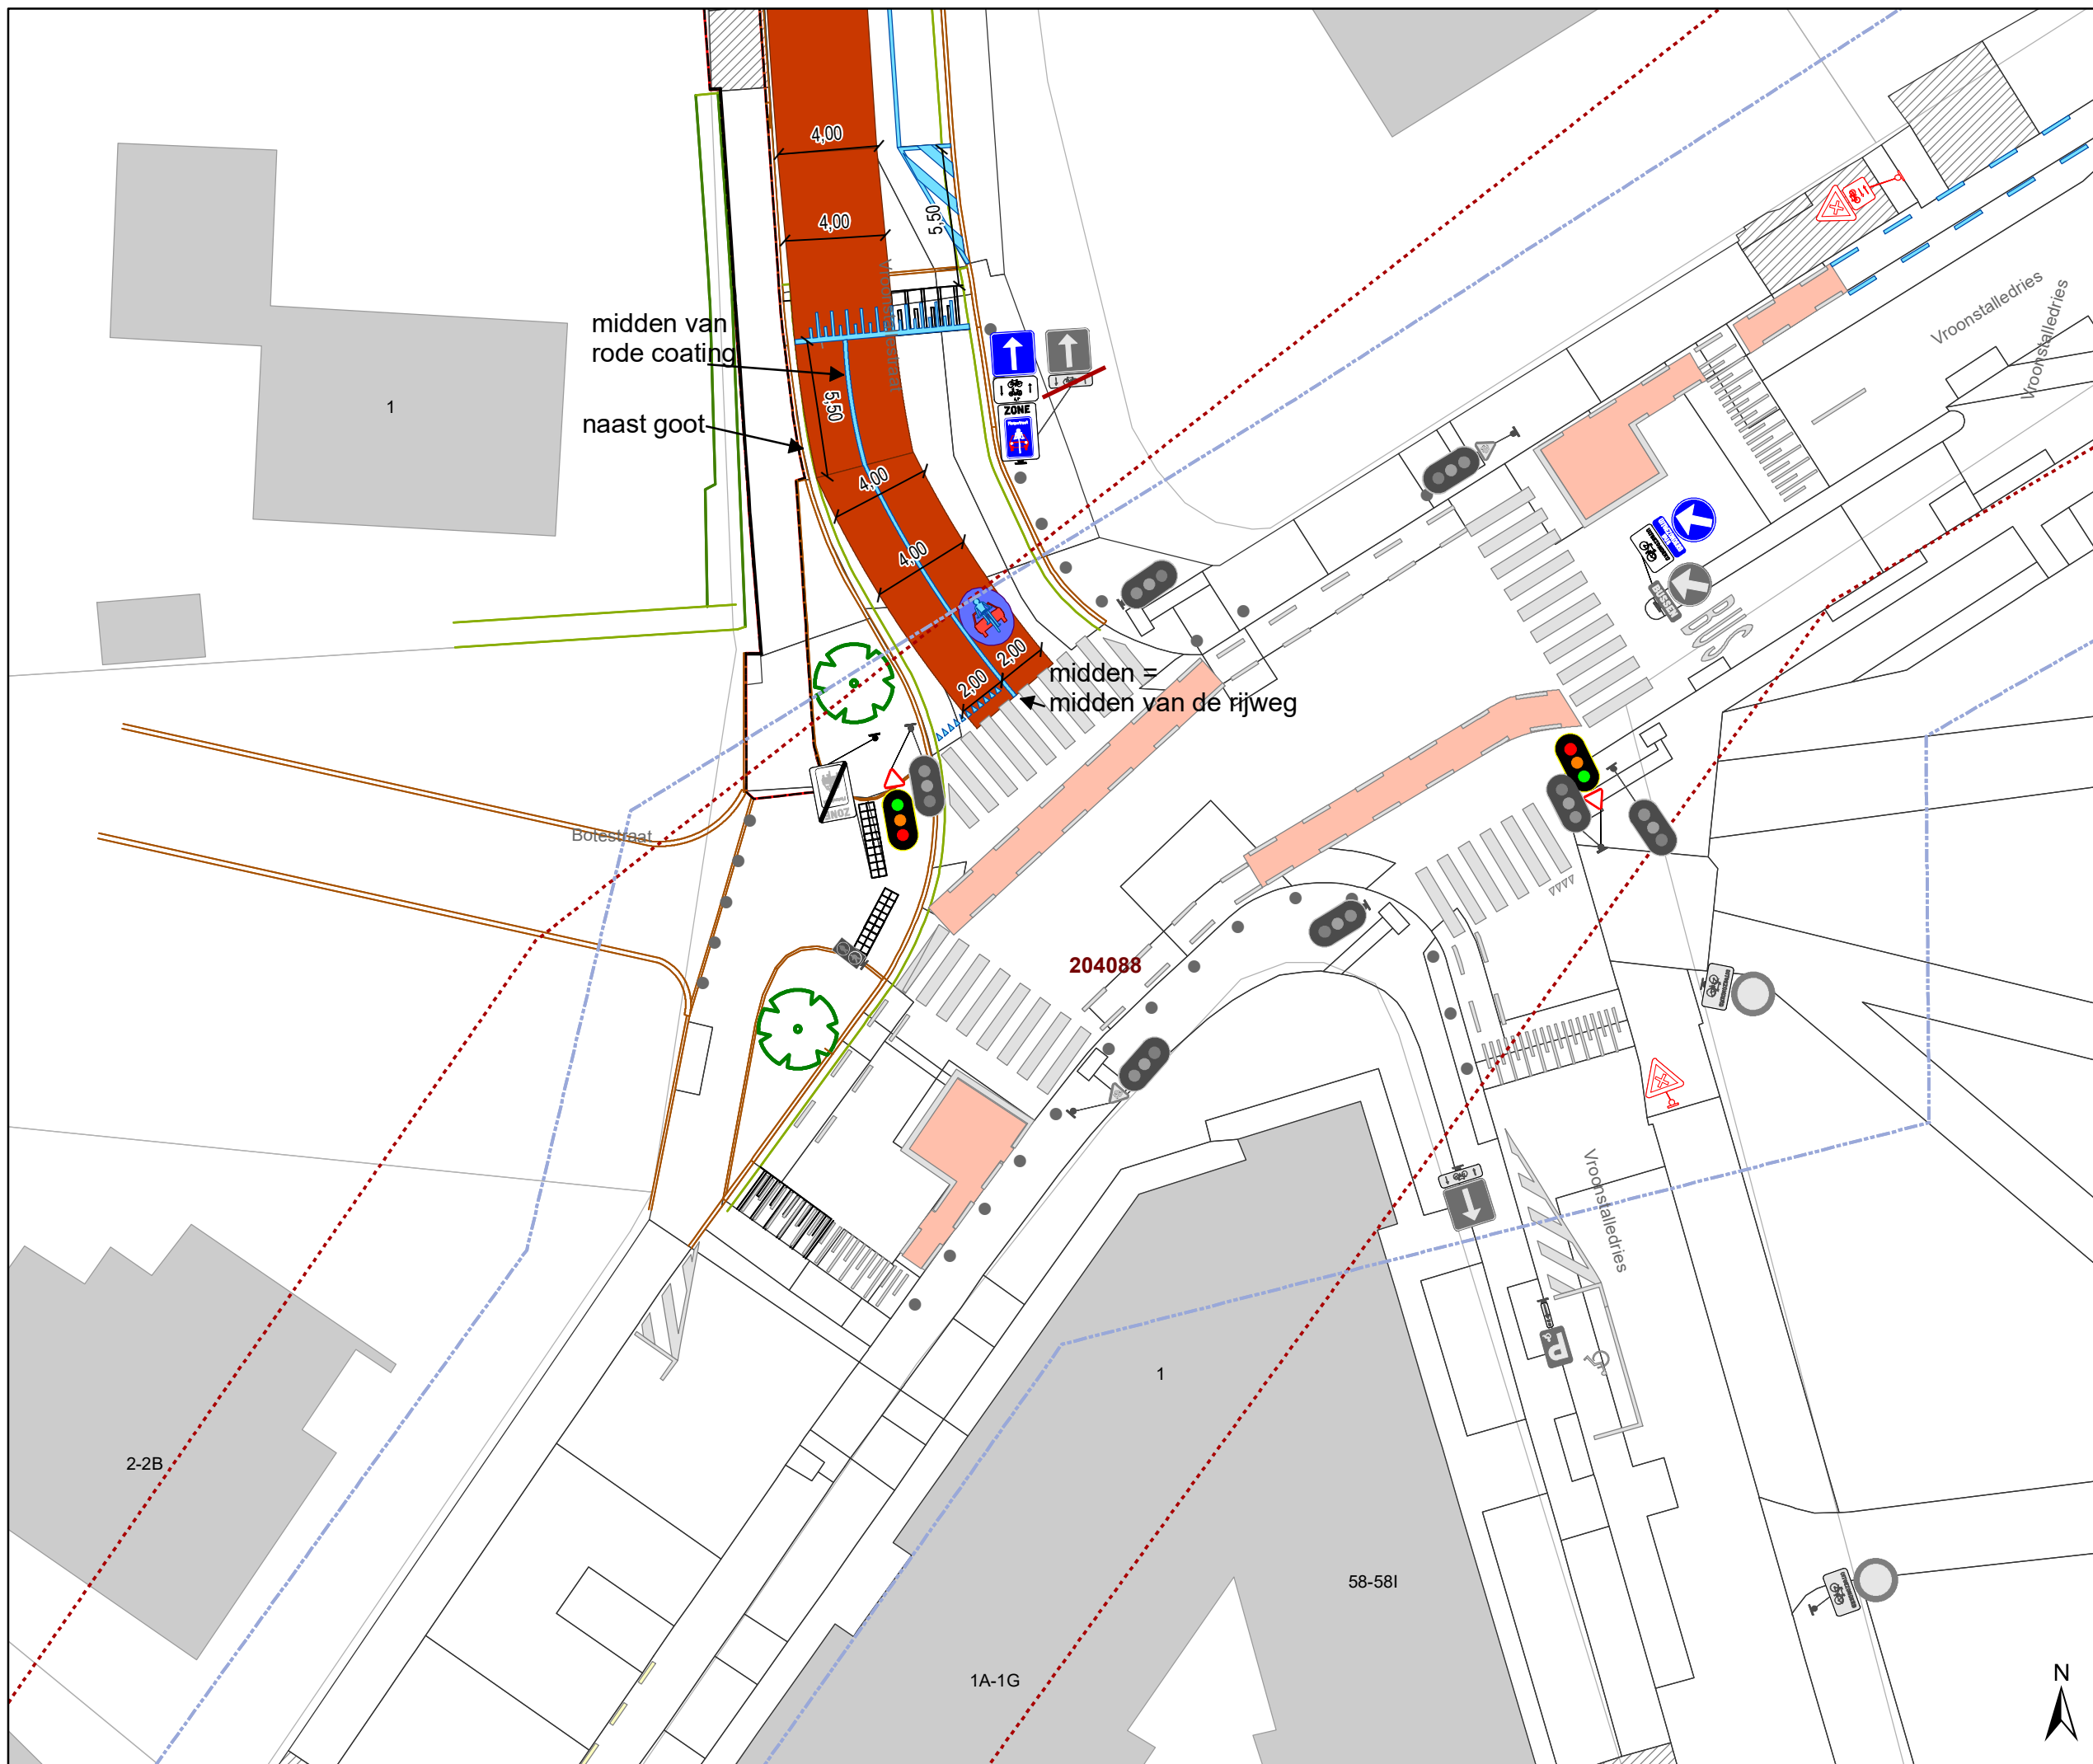 4,00
4,00
5,50
midden van
rode coating
naast goot
5,50
4,00
4,00
2,00
2,00
midden =
midden van de rijweg
ZONE
ZONE
BUSSEN
BUS
Vroonstalledries
Vroonstalledries
Botestraat
204088
Vroonstalledries
P
1
1
2-2B
58-58I
1A-1G
N